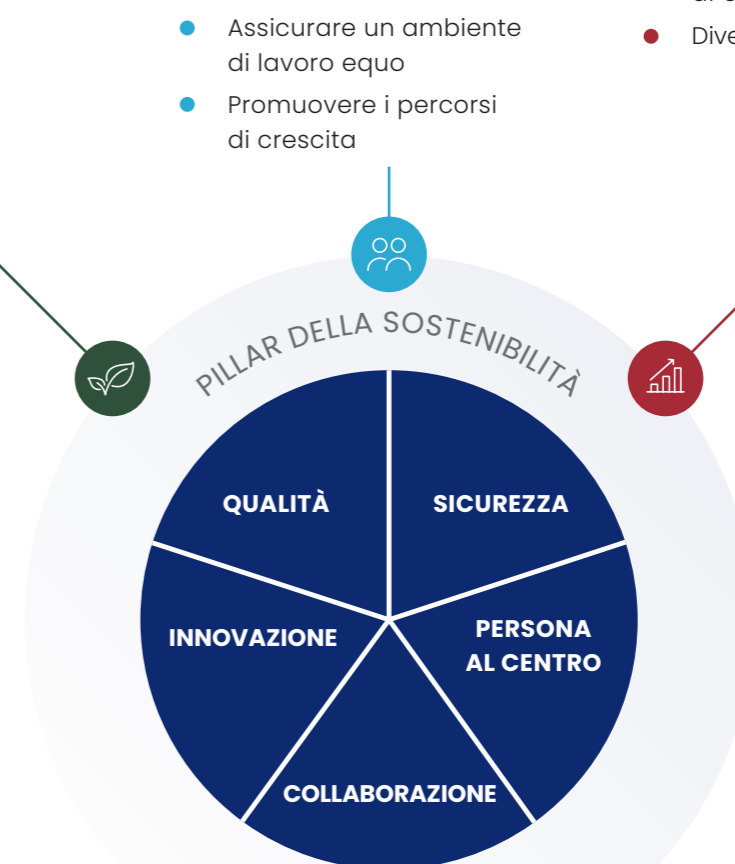 Assicurare un ambiente
di lavoro equo
Promuovere i percorsi
di crescita
PILLAR DELLA SOSTENIBILITÀ
QUALITÀ
SICUREZZA
INNOVAZIONE
PERSONA
AL CENTRO
COLLABORAZIONE